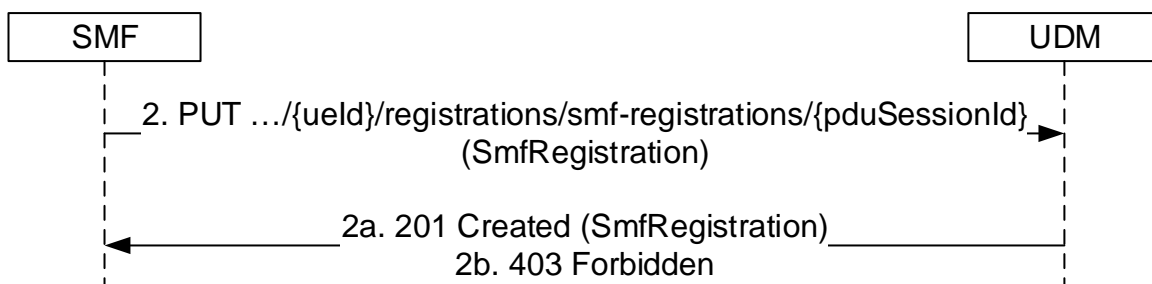 SMF
UDM
2. PUT …/{ueId}/registrations/smf-registrations/{pduSessionId}
(SmfRegistration)
2a. 201 Created (SmfRegistration)
2b. 403 Forbidden